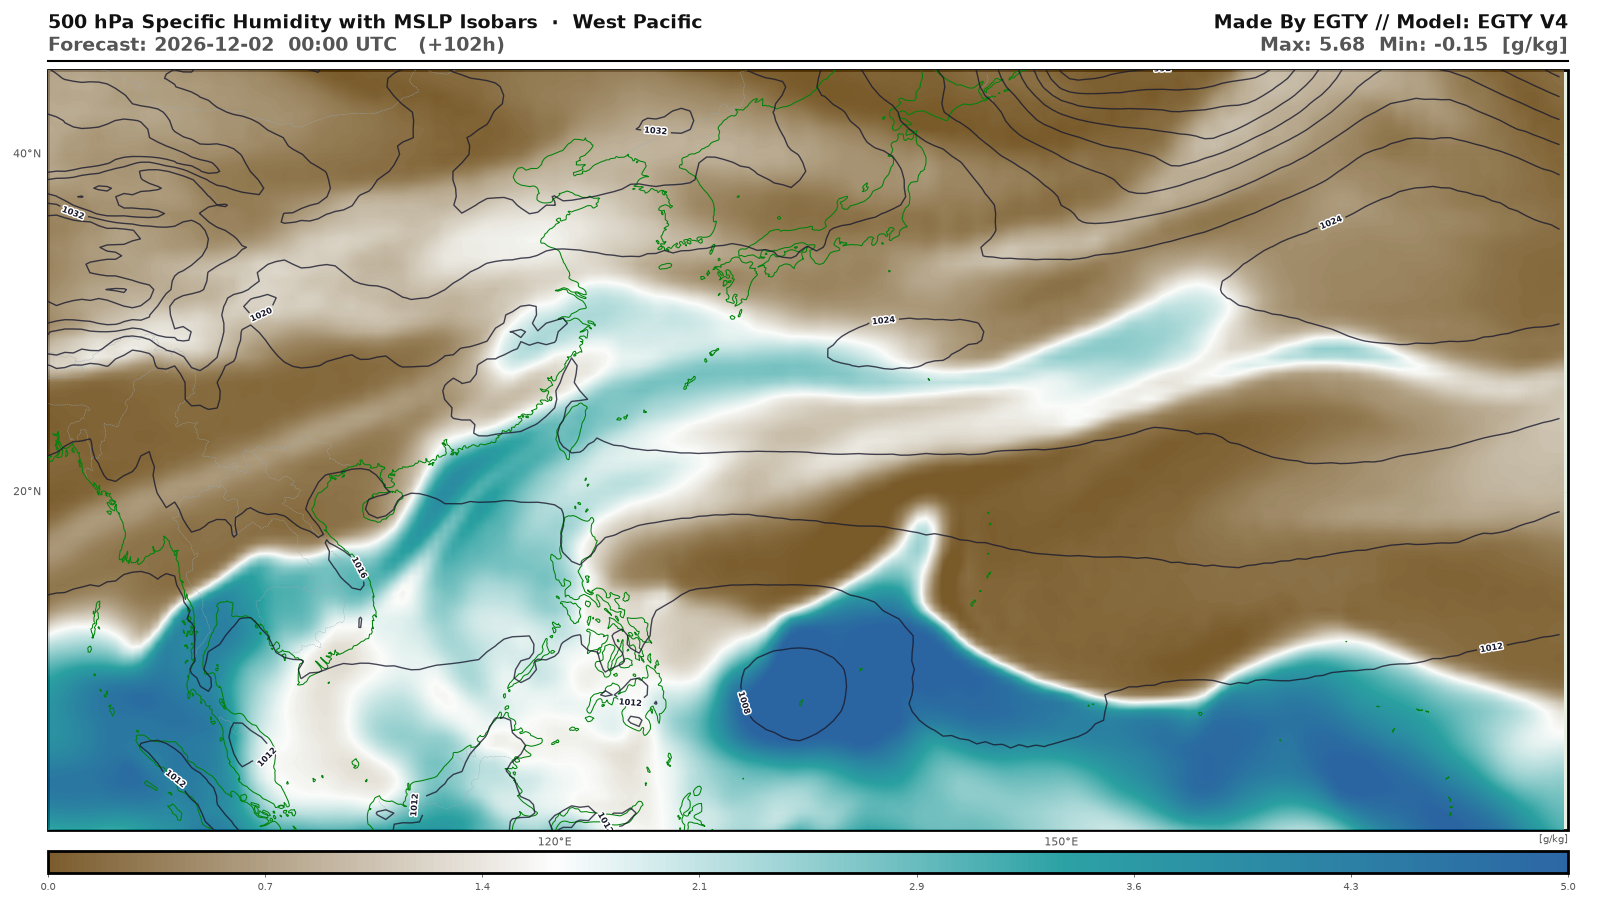 500 hPa Specific Humidity with MSLP Isobars · West Pacific
Made By EGTY // Model: EGTY V4
Forecast: 2026-12-02 00:00 UTC (+102h)
Max: 5.68 Min: -0.15 [g/kg]
1032
40°N
1032
1024
1020
1024
20°N
1016
1012
1012
1008
1012
1012
1012
120°E
150°E
[g/kg]
0.0 0.7 1.4 2.1 2.9 3.6 4.3 5.0